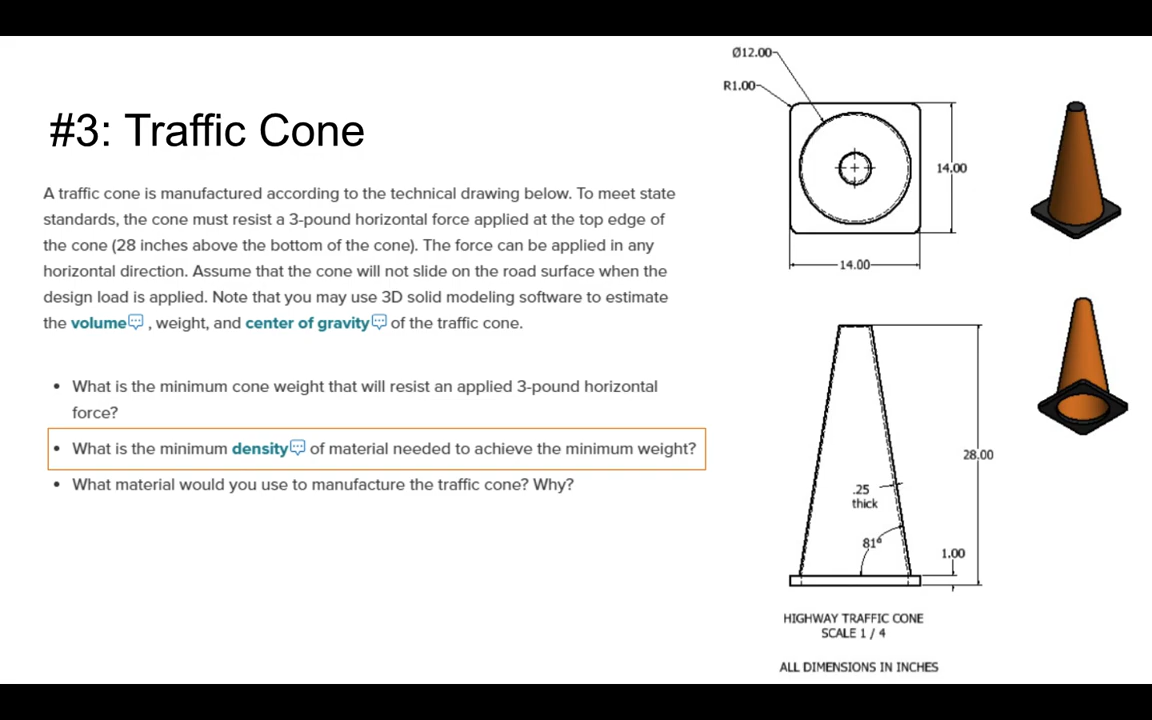 #3: Traffic Cone
A traffic cone is manufactured according to the technical drawing below. To meet state
standards, the cone must resist a 3-pound horizontal force applied at the top edge of
the cone (28 inches above the bottom of the cone). The force can be applied in any
horizontal direction. Assume that the cone will not slide on the road surface when the
design load is applied. Note that you may use 3D solid modeling software to estimate
the volume , weight, and center of gravity of the traffic cone.
• What is the minimum cone weight that will resist an applied 3-pound horizontal
force?
• What is the minimum density of material needed to achieve the minimum weight?
• What material would you use to manufacture the traffic cone? Why?
Ø12.00
R1.00
14.00
14.00
28.00
.25
thick
81°
1.00
HIGHWAY TRAFFIC CONE
SCALE 1 / 4
ALL DIMENSIONS IN INCHES